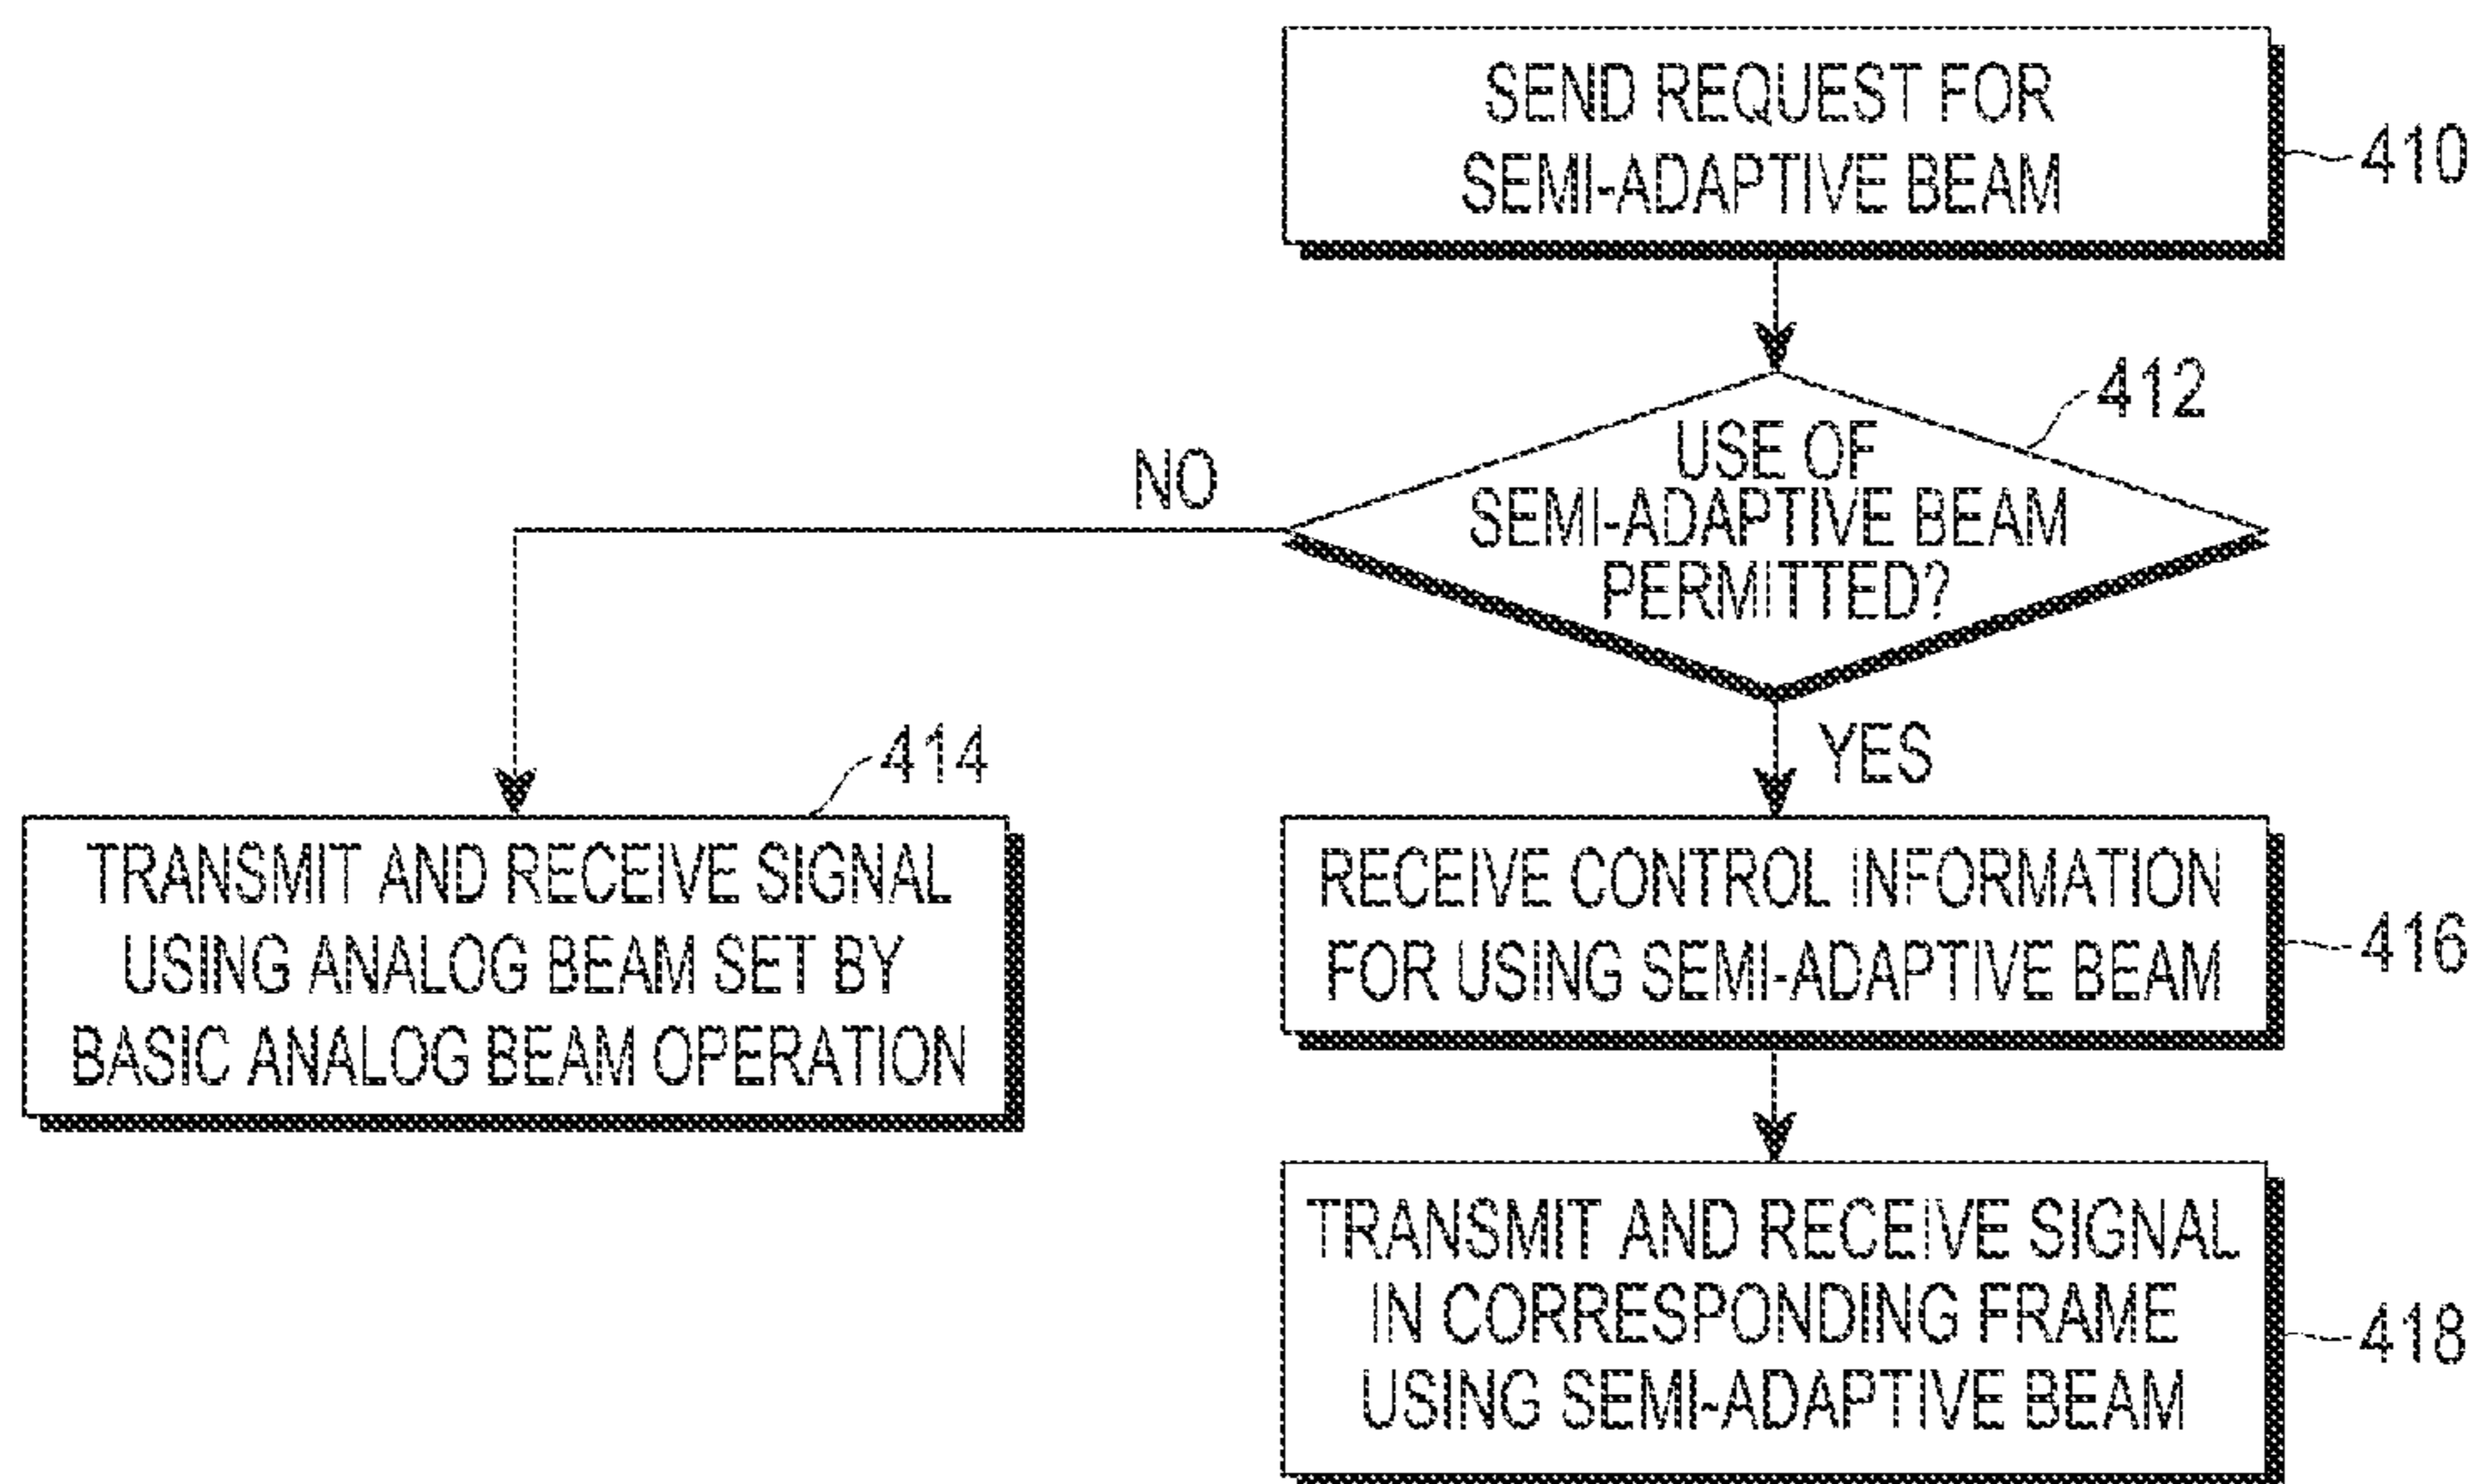 SEND REQUEST FOR
SEMI-ADAPTIVE BEAM
410
412
USE OF
SEMI-ADAPTIVE BEAM
PERMITTED?
NO
YES
414
TRANSMIT AND RECEIVE SIGNAL
USING ANALOG BEAM SET BY
BASIC ANALOG BEAM OPERATION
RECEIVE CONTROL INFORMATION
FOR USING SEMI-ADAPTIVE BEAM
416
TRANSMIT AND RECEIVE SIGNAL
IN CORRESPONDING FRAME
USING SEMI-ADAPTIVE BEAM
418